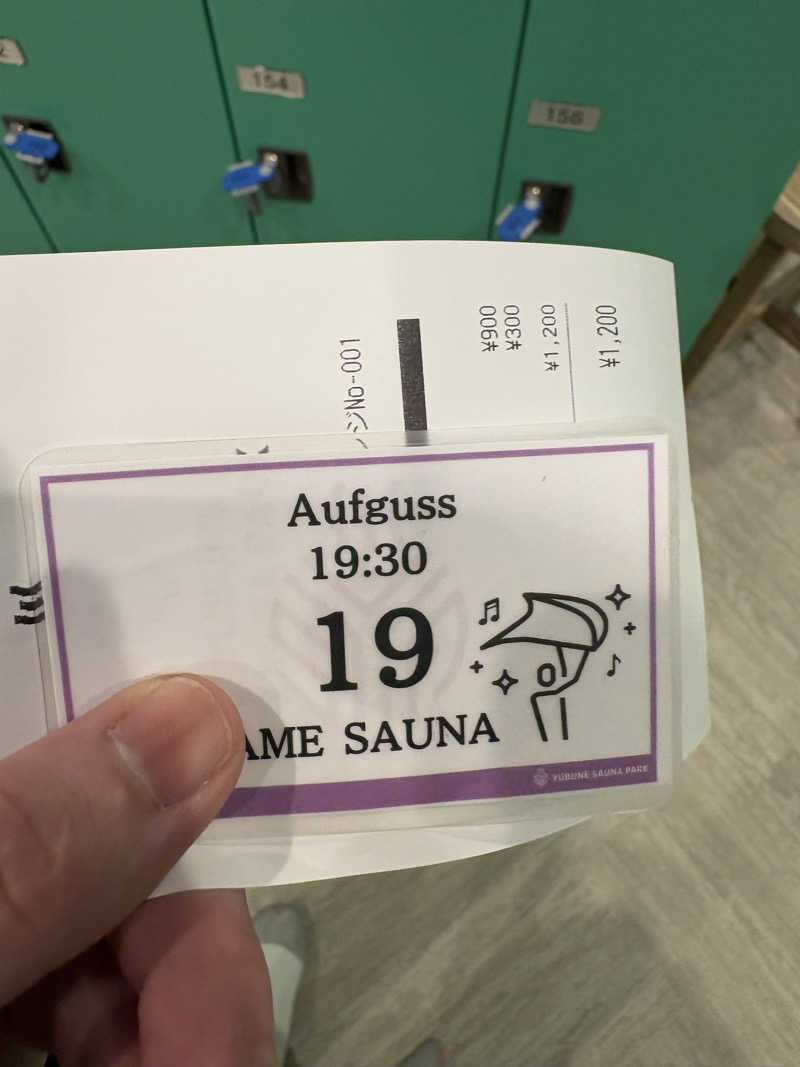 154
156
¥900
¥300
¥1,200
¥1,200
ジNo-001
Aufguss
19:30
19
AME SAUNA
YUBUNE SAUNA PARK